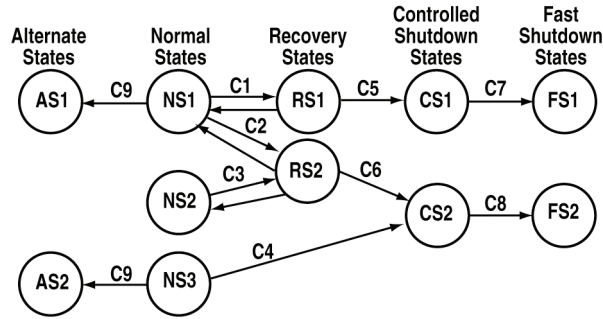 Alternate
States
Normal
States
Recovery
States
Controlled
Shutdown
States
Fast
Shutdown
States
AS1
C9
NS1
C1
RS1
C5
CS1
C7
FS1
C2
NS2
C3
RS2
C6
CS2
C8
FS2
AS2
C9
NS3
C4